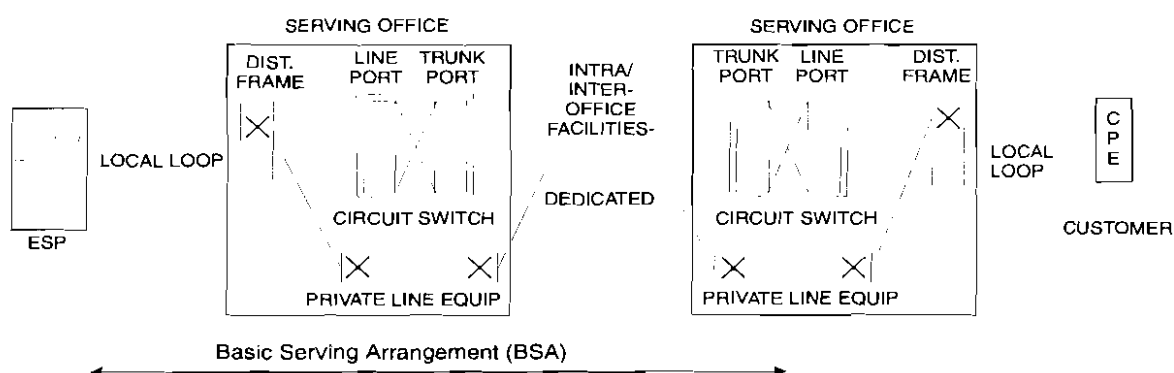 SERVING OFFICE
DIST.
FRAME
LINE
PORT
TRUNK
PORT
LOCAL LOOP
ESP
CIRCUIT SWITCH
PRIVATE LINE EQUIP
INTRA/
INTER-
OFFICE
FACILITIES-
DEDICATED
SERVING OFFICE
TRUNK
PORT
LINE
PORT
DIST.
FRAME
CIRCUIT SWITCH
PRIVATE LINE EQUIP
LOCAL
LOOP
C
P
E
CUSTOMER
Basic Serving Arrangement (BSA)